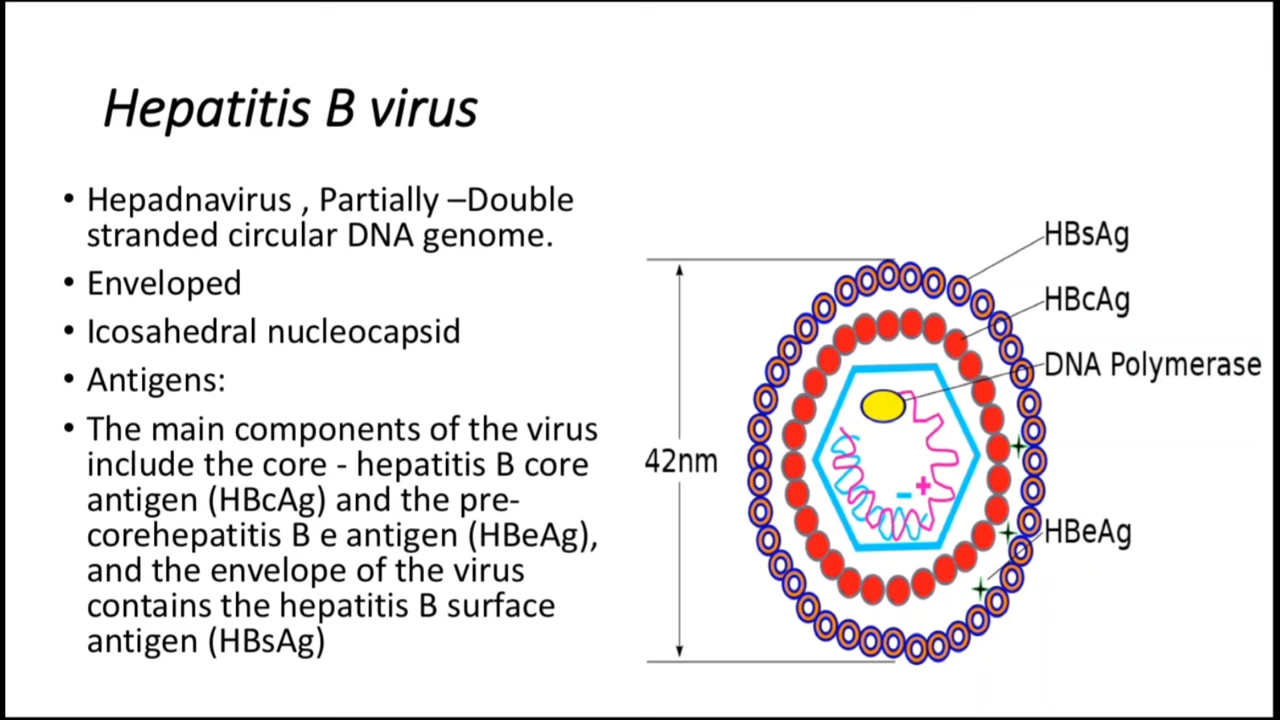 Hepatitis B virus
• Hepadnavirus , Partially –Double
stranded circular DNA genome.
• Enveloped
• Icosahedral nucleocapsid
• Antigens:
• The main components of the virus
include the core - hepatitis B core
antigen (HBcAg) and the pre-
corehepatitis B e antigen (HBeAg),
and the envelope of the virus
contains the hepatitis B surface
antigen (HBsAg)
HBsAg
HBcAg
DNA Polymerase
42nm
- +
HBeAg